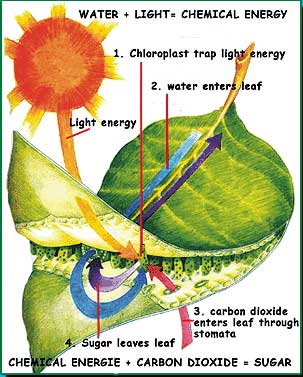 WATER + LIGHT= CHEMICAL ENERGY
1. Chloroplast trap light energy
2. water enters leaf
Light energy
3. carbon dioxide
enters leaf through
stomata
4. Sugar leaves leaf
CHEMICAL ENERGIE + CARBON DIOXIDE = SUGAR